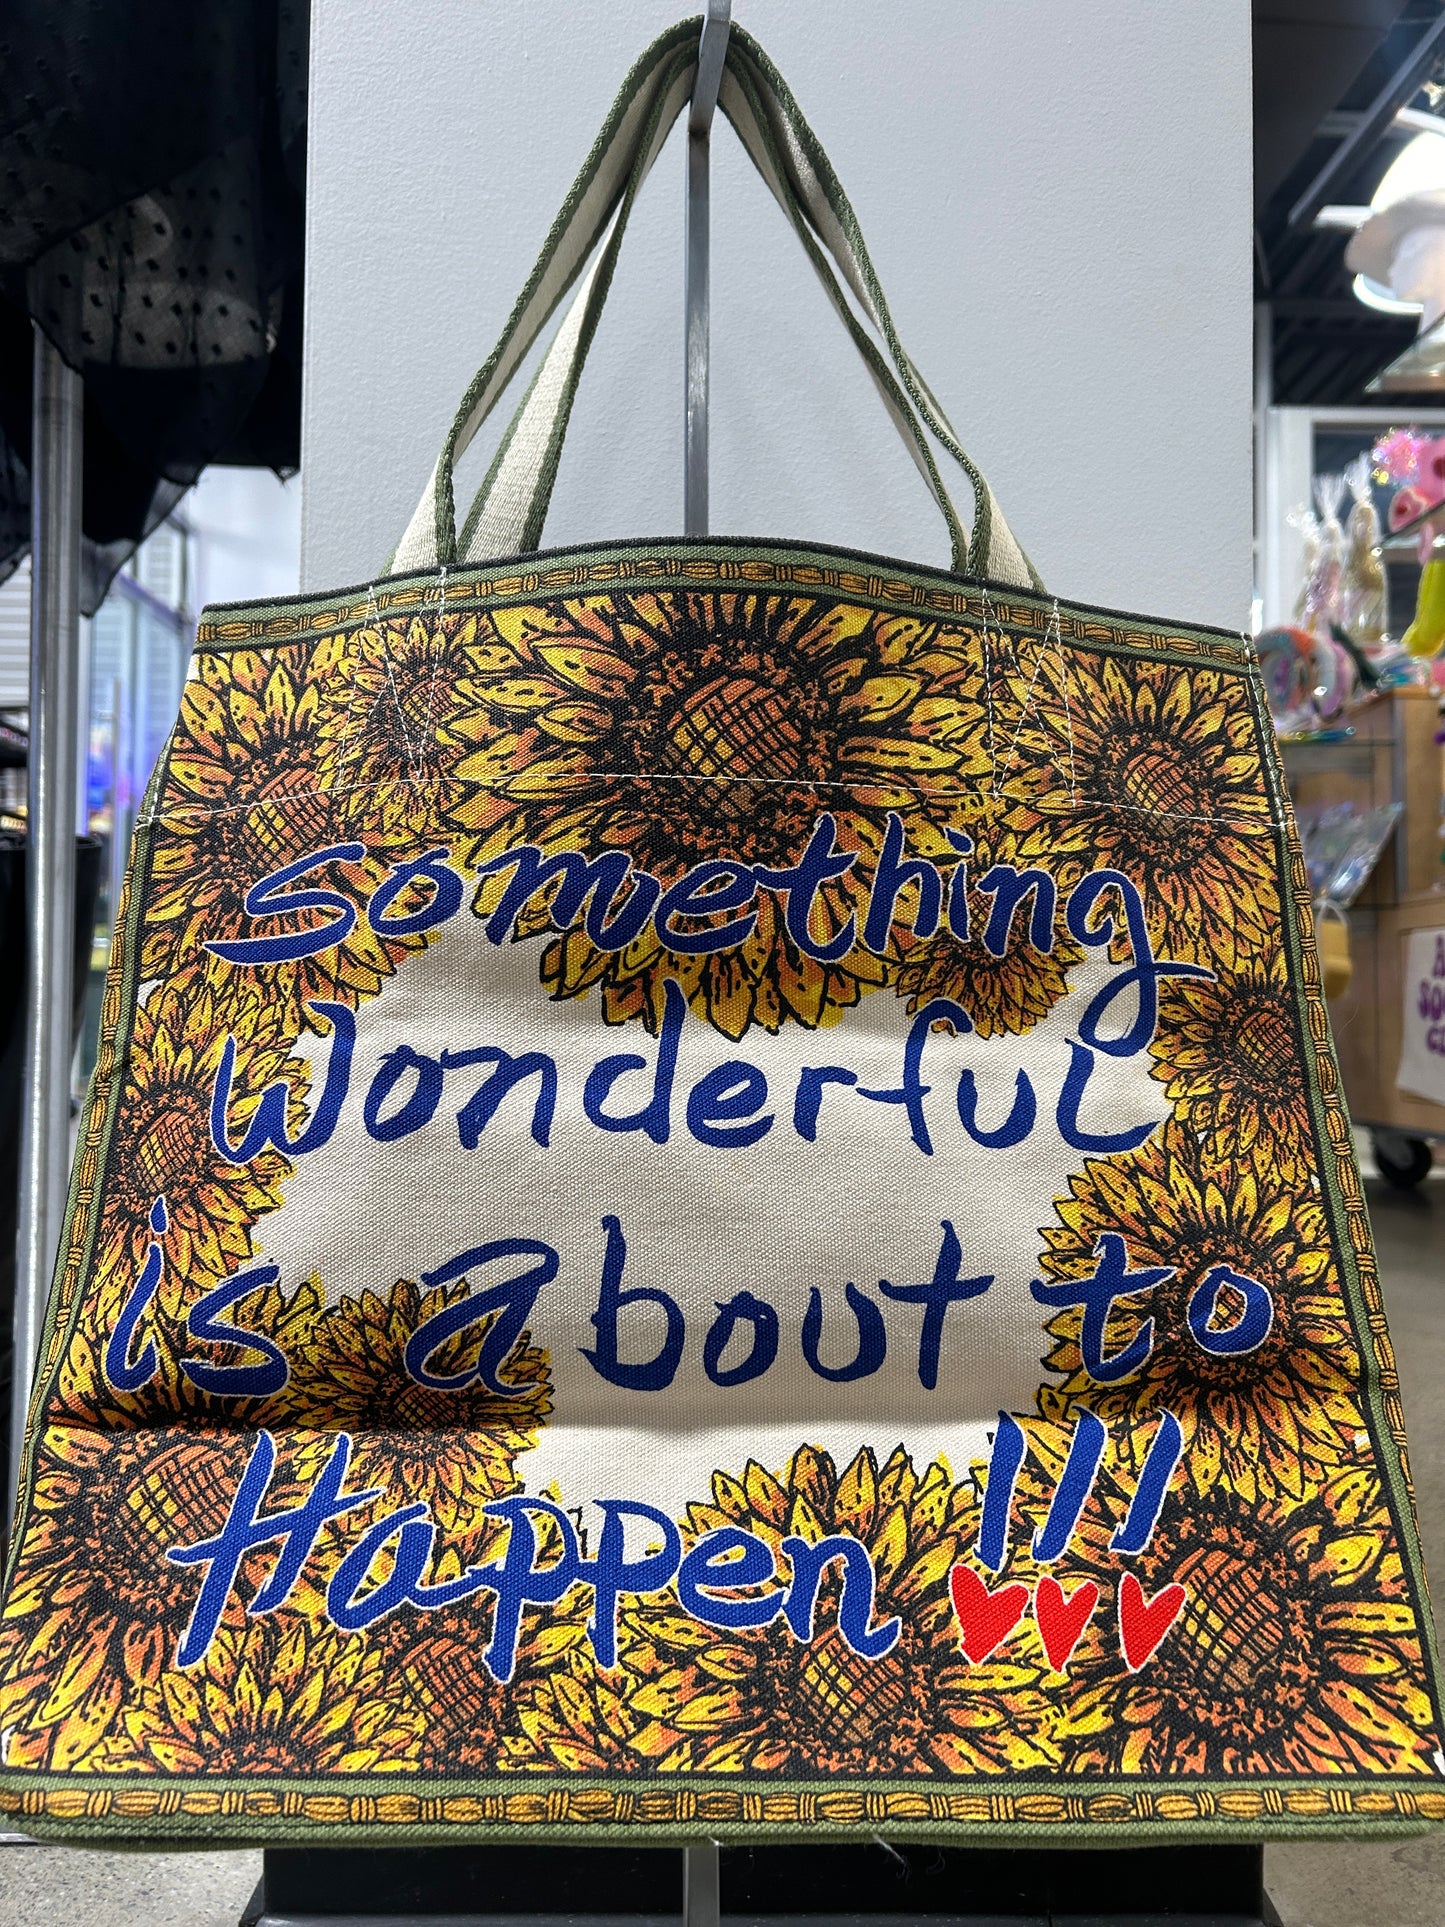 something
Wonderful
is about to
Happen !!!